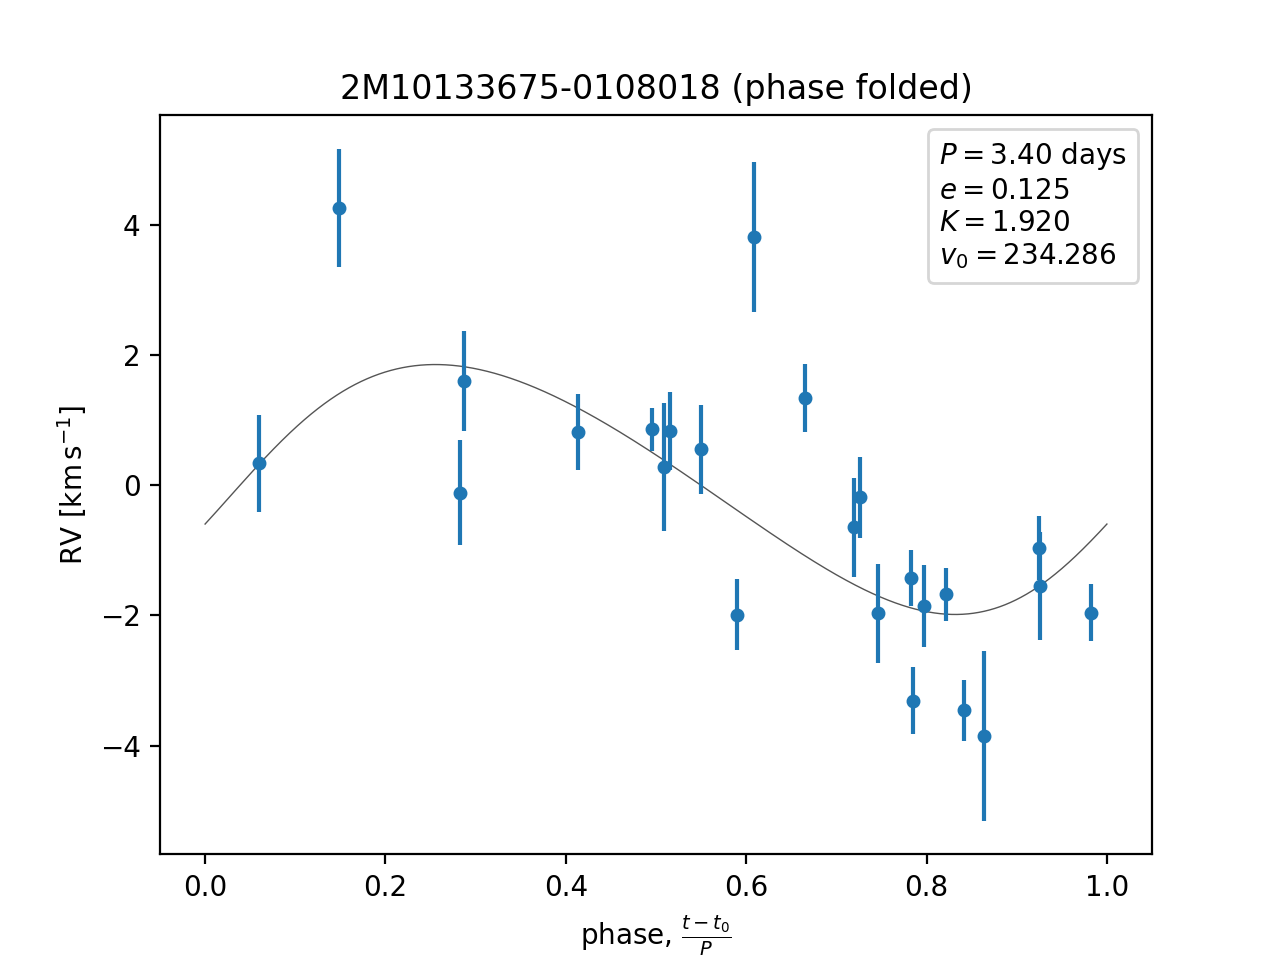 2M10133675-0108018 (phase folded)
P = 3.40 days
e = 0.125
K = 1.920
v₀ = 234.286
4
2
0
−2
−4
RV [km s⁻¹]
0.0 0.2 0.4 0.6 0.8 1.0
phase, (t − t₀)/P